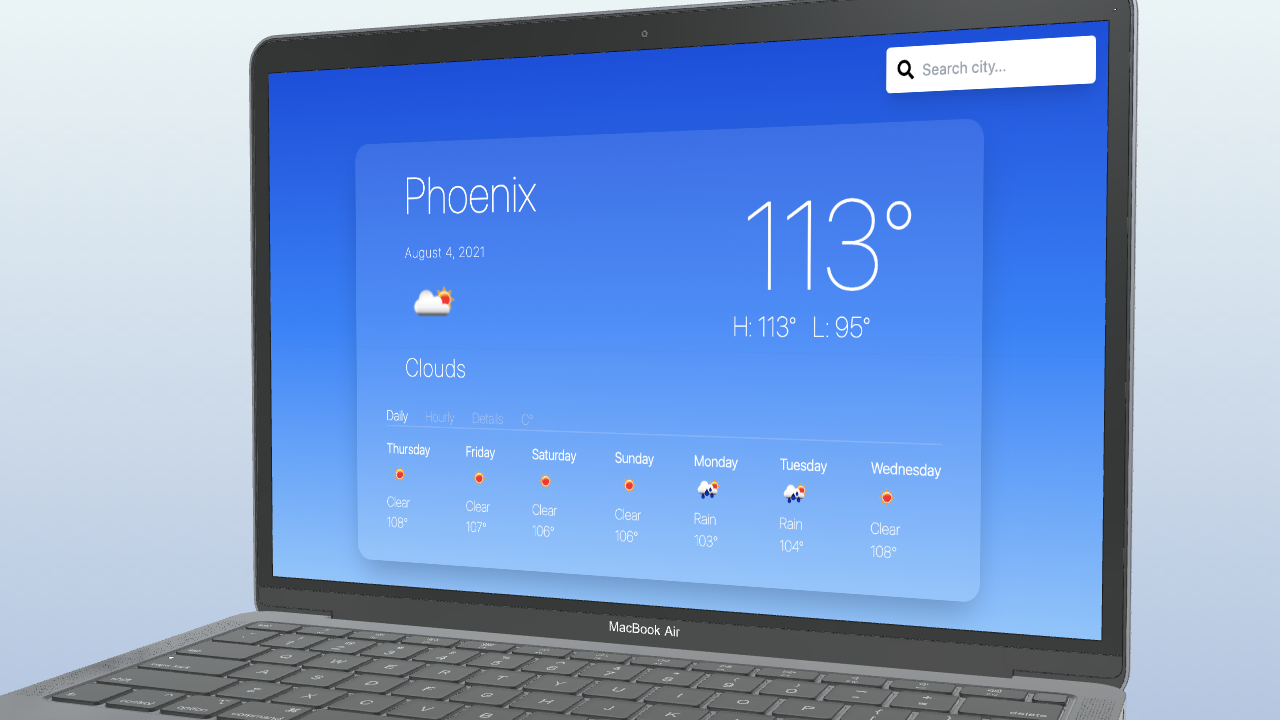 Search city...
Phoenix
August 4, 2021
113°
H: 113° L: 95°
Clouds
Daily Hourly Details C°
Thursday Friday Saturday Sunday Monday Tuesday Wednesday
Clear Clear Clear Clear Rain Rain Clear
108° 107° 106° 106° 103° 104° 108°
MacBook Air